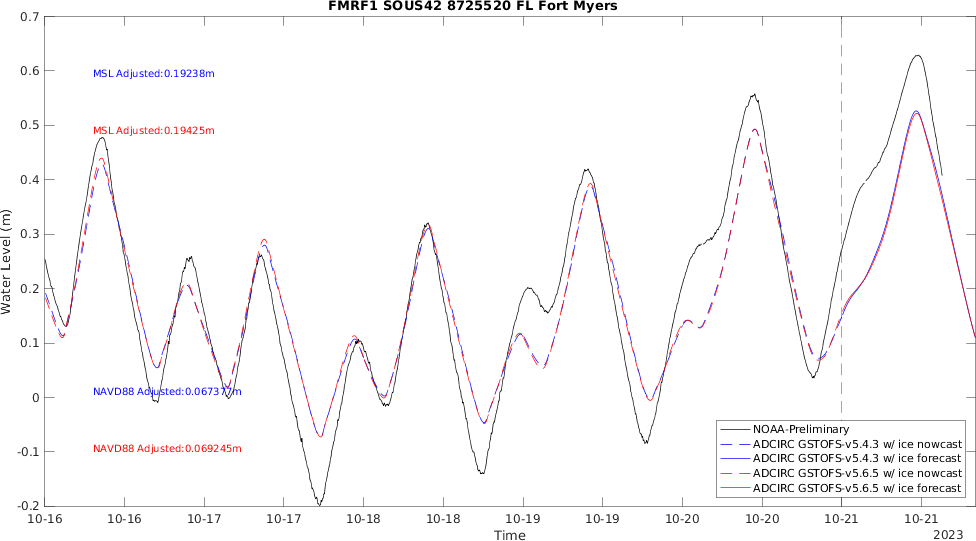 FMRF1 SOUS42 8725520 FL Fort Myers
0.7
0.6
0.5
0.4
0.3
0.2
0.1
0
-0.1
-0.2
Water Level (m)
MSL Adjusted:0.19238m
MSL Adjusted:0.19425m
NAVD88 Adjusted:0.06737
NAVD88 Adjusted:0.069245m
NOAA-Preliminary
ADCIRC GSTOFS-v5.4.3 w/ ice nowcast
ADCIRC GSTOFS-v5.4.3 w/ ice forecast
ADCIRC GSTOFS-v5.6.5 w/ ice nowcast
ADCIRC GSTOFS-v5.6.5 w/ ice forecast
10-16 10-16 10-17 10-17 10-18 10-18 10-19 10-19 10-20 10-20 10-21 10-21
Time
2023